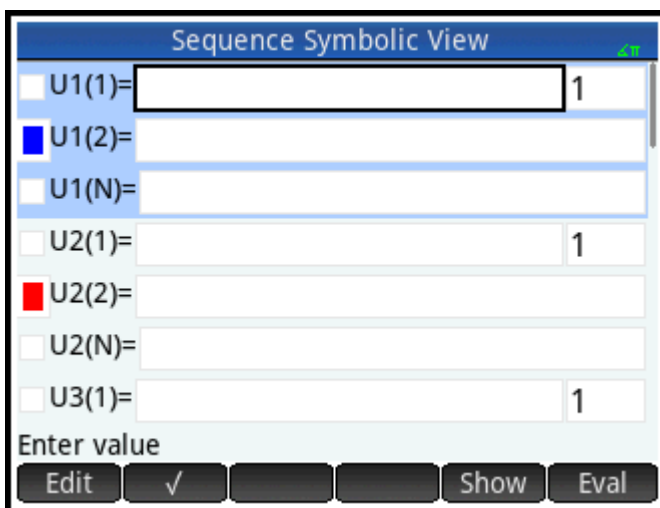 Sequence Symbolic View
∡π
U1(1)= 1
U1(2)=
U1(N)=
U2(1)= 1
U2(2)=
U2(N)=
U3(1)= 1
Enter value
Edit √ Show Eval